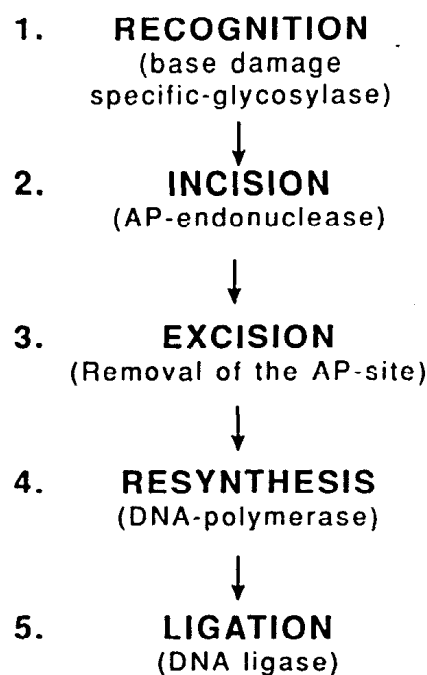 1. RECOGNITION
(base damage
specific-glycosylase)
2. INCISION
(AP-endonuclease)
3. EXCISION
(Removal of the AP-site)
4. RESYNTHESIS
(DNA-polymerase)
5. LIGATION
(DNA ligase)